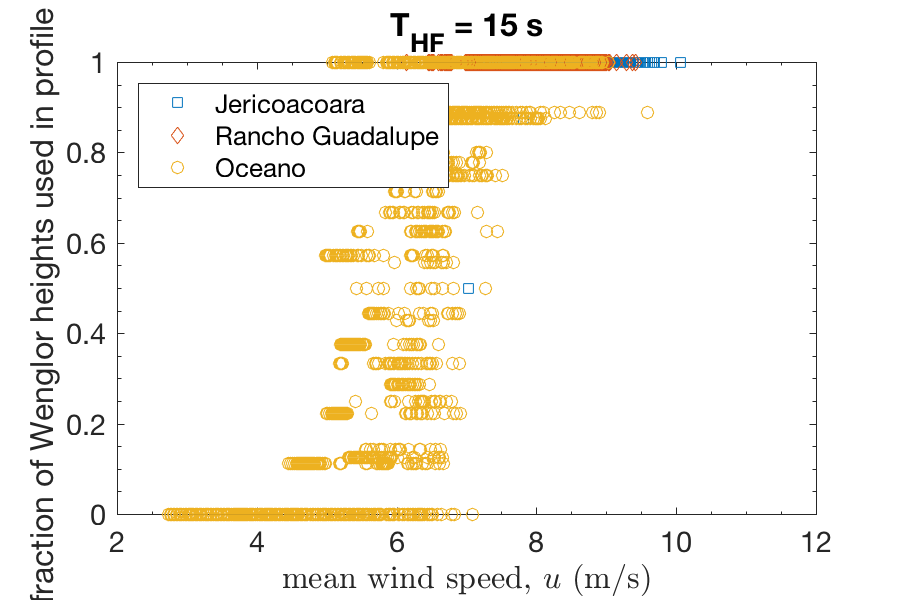 T_HF = 15 s
fraction of Wenglor heights used in profile
1
0.8
0.6
0.4
0.2
0
Jericoacoara
Rancho Guadalupe
Oceano
2 4 6 8 10 12
mean wind speed, u (m/s)